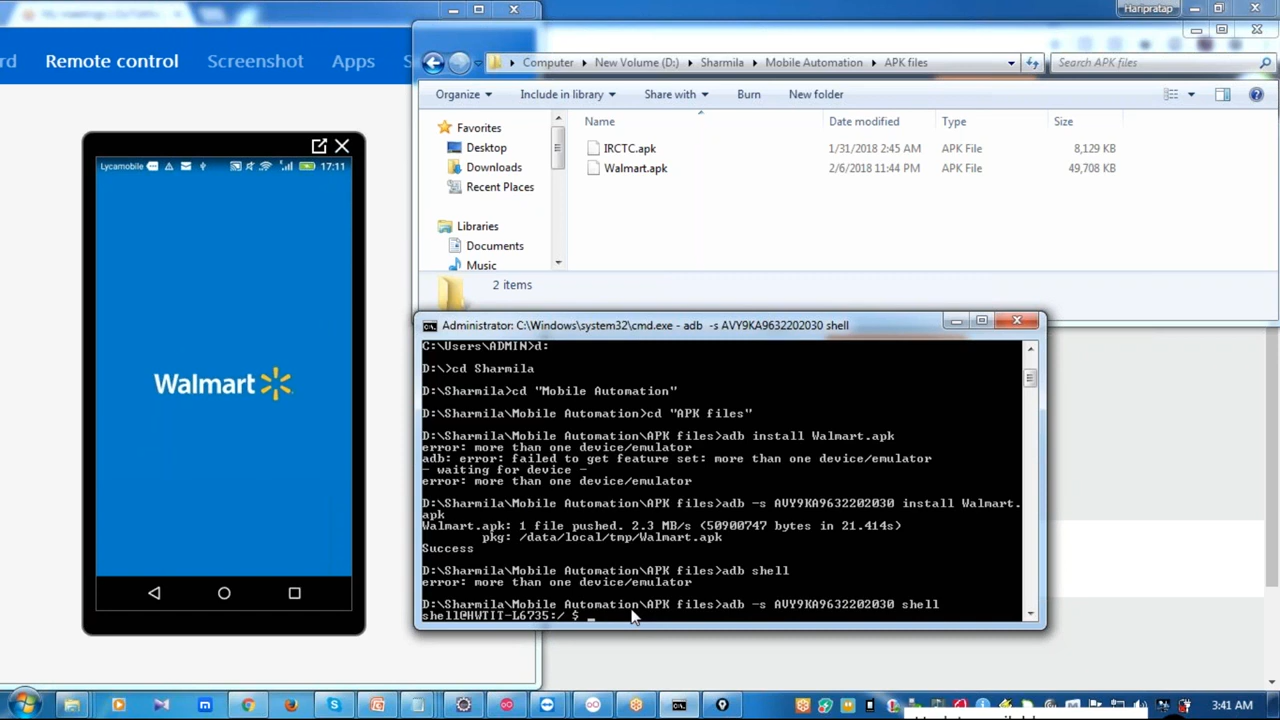 Haripratap
rd Remote control Screenshot Apps S
Computer New Volume (D:) Sharmila Mobile Automation APK files Search APK files
Organize Include in library Share with Burn New folder
Favorites
Desktop
Downloads
Recent Places
Libraries
Documents
Music
Name Date modified Type Size
IRCTC.apk 1/31/2018 2:45 AM APK File 8,129 KB
Walmart.apk 2/6/2018 11:44 PM APK File 49,708 KB
2 items
Lycamobile 17:11
Walmart
Administrator: C:\Windows\system32\cmd.exe - adb -s AVY9KA9632202030 shell
C:\Users\ADMIN>d:
D:\>cd Sharmila
D:\Sharmila>cd "Mobile Automation"
D:\Sharmila\Mobile Automation>cd "APK files"
D:\Sharmila\Mobile Automation\APK files>adb install Walmart.apk
error: more than one device/emulator
adb: error: failed to get feature set: more than one device/emulator
- waiting for device -
error: more than one device/emulator
D:\Sharmila\Mobile Automation\APK files>adb -s AVY9KA9632202030 install Walmart.
apk
Walmart.apk: 1 file pushed. 2.3 MB/s (50900747 bytes in 21.414s)
pkg: /data/local/tmp/Walmart.apk
Success
D:\Sharmila\Mobile Automation\APK files>adb shell
error: more than one device/emulator
D:\Sharmila\Mobile Automation\APK files>adb -s AVY9KA9632202030 shell
shell@HWTIT-L6735:/ $
3:41 AM